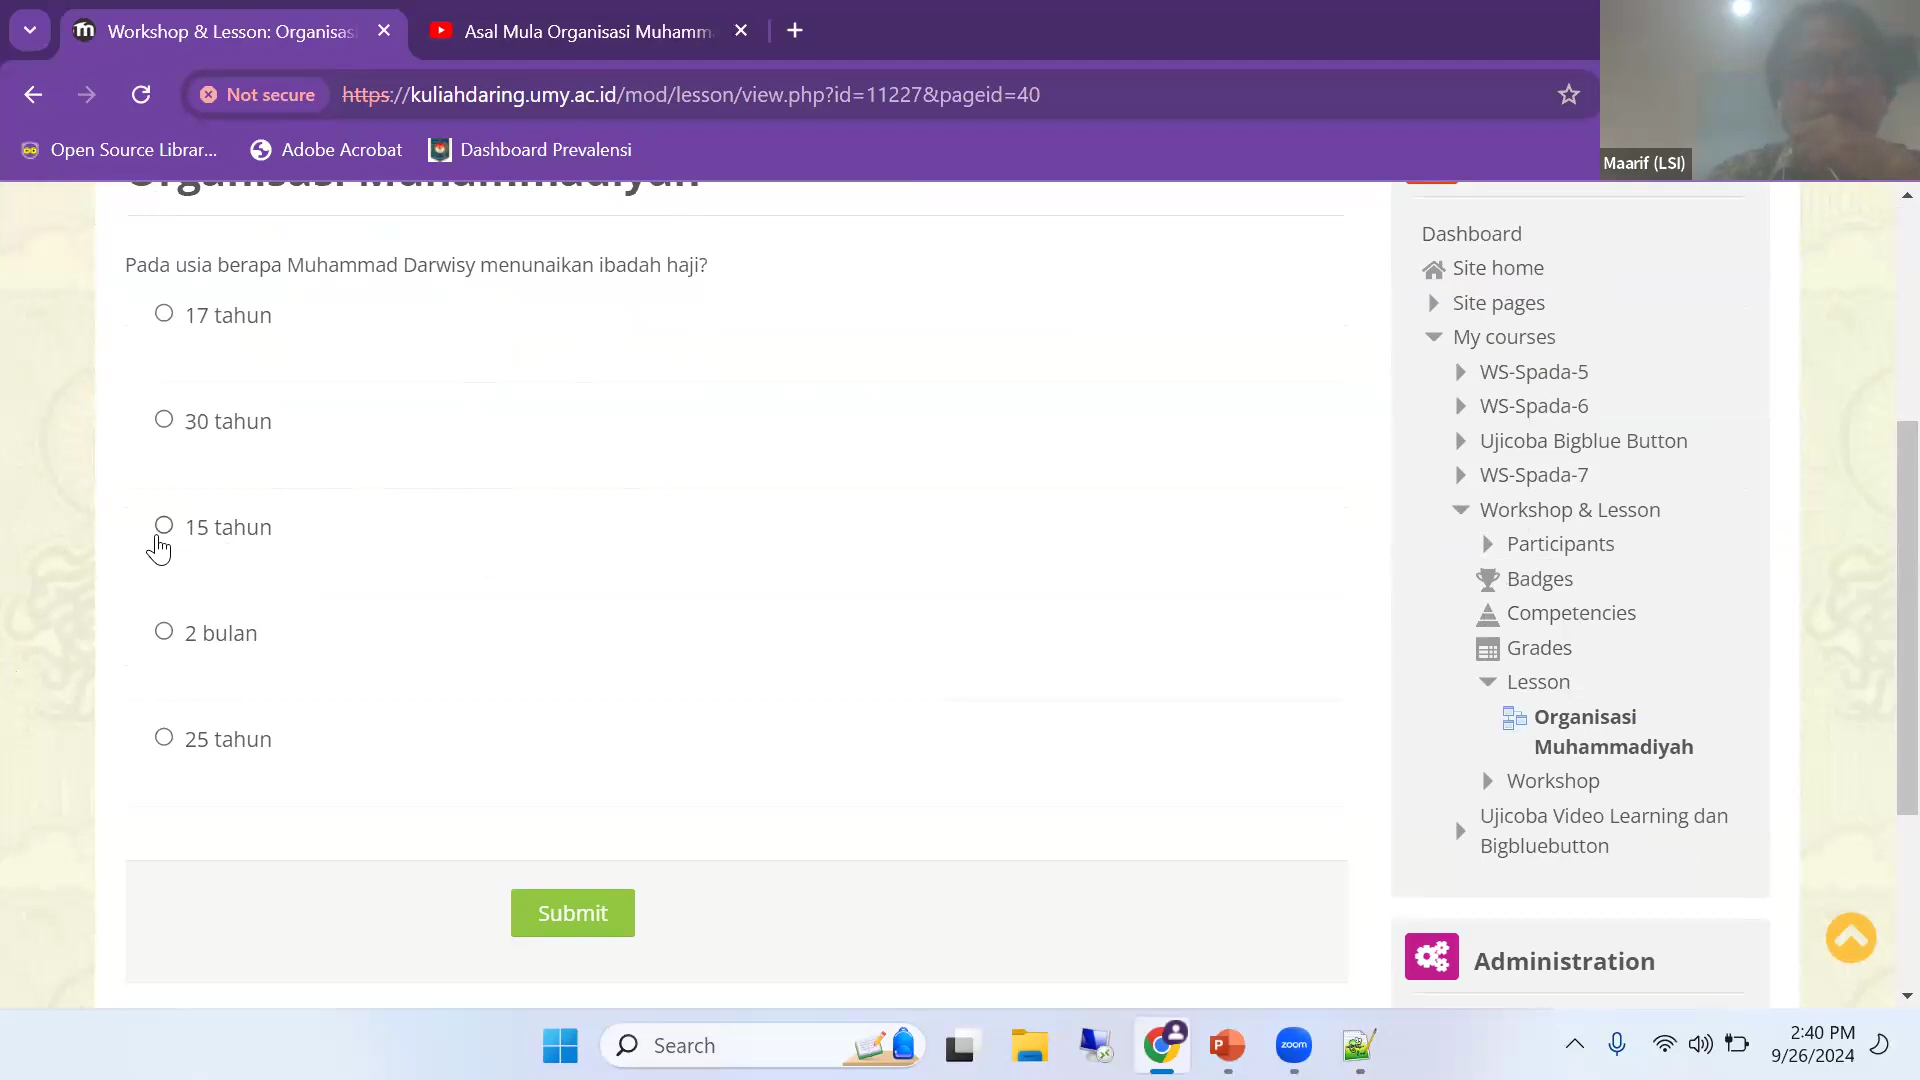 Workshop & Lesson: Organisasi
Asal Mula Organisasi Muhamm
Not secure
https://kuliahdaring.umy.ac.id/mod/lesson/view.php?id=11227&pageid=40
Open Source Librar...
Adobe Acrobat
Dashboard Prevalensi
Maarif (LSI)
Organisasi Muhammadiyah
Pada usia berapa Muhammad Darwisy menunaikan ibadah haji?
17 tahun
30 tahun
15 tahun
2 bulan
25 tahun
Submit
Dashboard
Site home
Site pages
My courses
WS-Spada-5
WS-Spada-6
Ujicoba Bigblue Button
WS-Spada-7
Workshop & Lesson
Participants
Badges
Competencies
Grades
Lesson
Organisasi
Muhammadiyah
Workshop
Ujicoba Video Learning dan
Bigbluebutton
Administration
Search
zoom
2:40 PM
9/26/2024